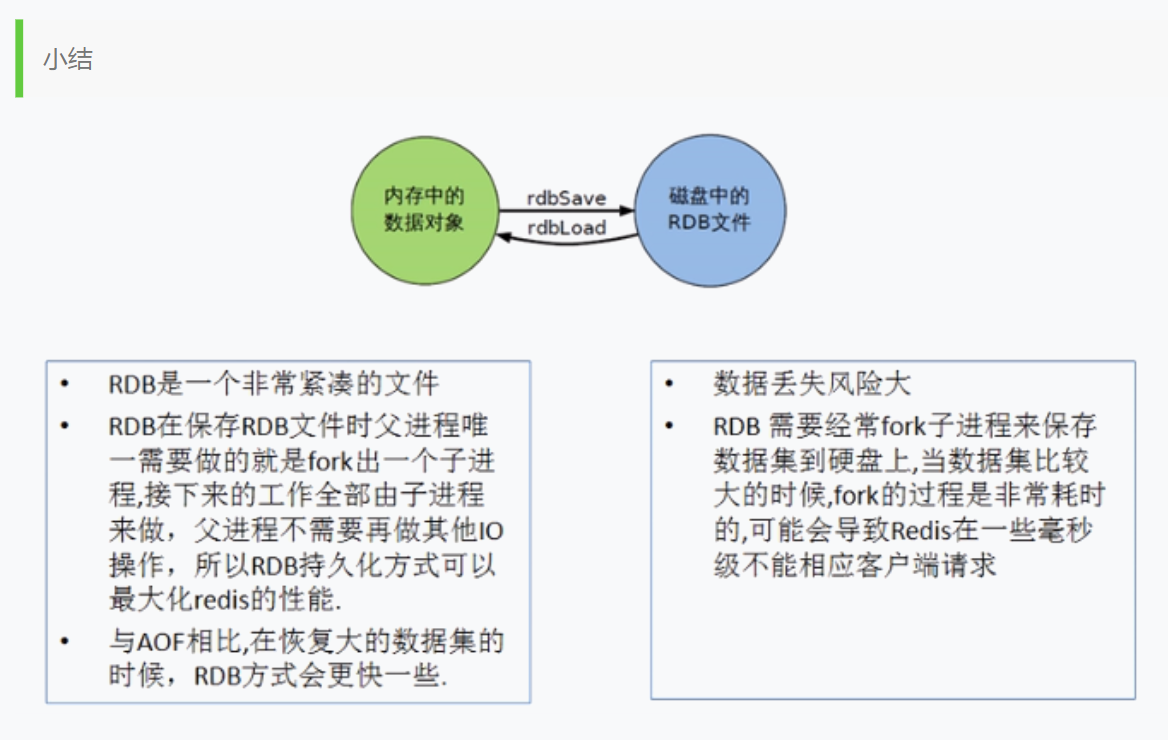 小结
内存中的
数据对象
rdbSave
rdbLoad
磁盘中的
RDB文件
• RDB是一个非常紧凑的文件
• RDB在保存RDB文件时父进程唯
一需要做的就是fork出一个子进
程,接下来的工作全部由子进程
来做，父进程不需要再做其他IO
操作，所以RDB持久化方式可以
最大化redis的性能.
• 与AOF相比,在恢复大的数据集的
时候，RDB方式会更快一些.
• 数据丢失风险大
• RDB 需要经常fork子进程来保存
数据集到硬盘上,当数据集比较
大的时候,fork的过程是非常耗时
的,可能会导致Redis在一些毫秒
级不能相应客户端请求